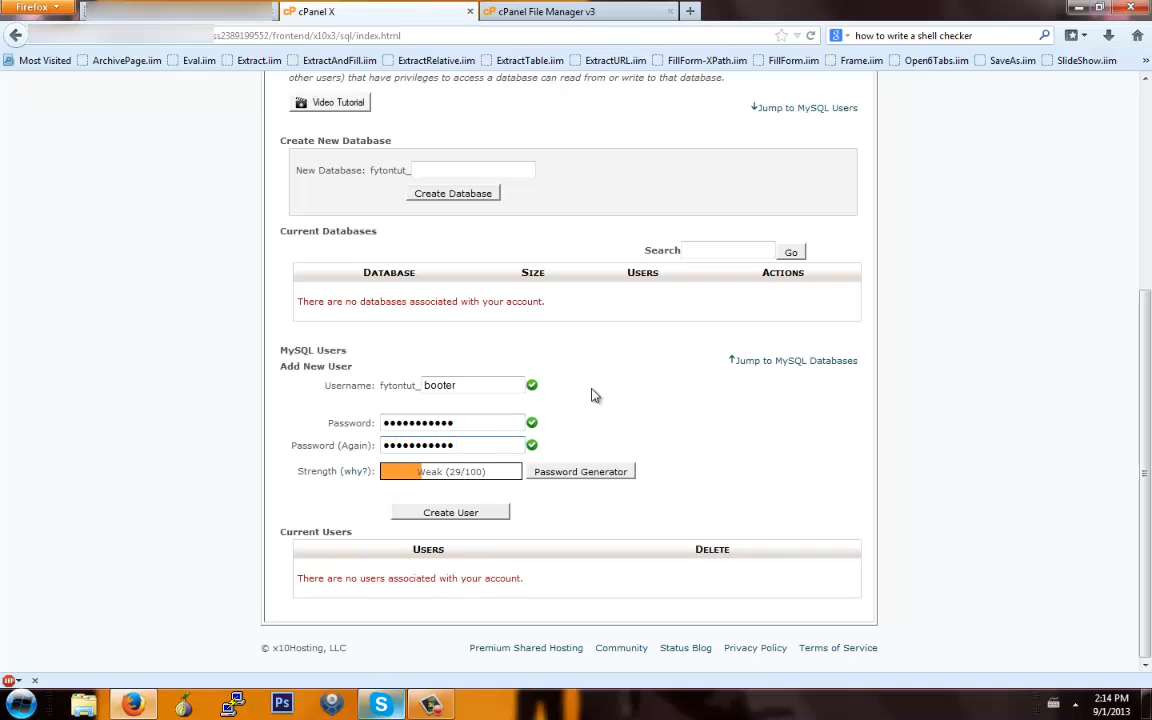 Firefox
cPanel X
cPanel File Manager v3
ss2389199552/frontend/x10x3/sql/index.html
how to write a shell checker
Most Visited ArchivePage.iim Eval.iim Extract.iim ExtractAndFill.iim ExtractRelative.iim ExtractTable.iim ExtractURL.iim FillForm-XPath.iim FillForm.iim Frame.iim Open6Tabs.iim SaveAs.iim SlideShow.iim
other users) that have privileges to access a database can read from or write to that database.
Video Tutorial
Jump to MySQL Users
Create New Database
New Database: fytontut_
Create Database
Current Databases
Search Go
DATABASE SIZE USERS ACTIONS
There are no databases associated with your account.
MySQL Users
Jump to MySQL Databases
Add New User
Username: fytontut_ booter
Password: •••••••••••
Password (Again): •••••••••••
Strength (why?): Weak (29/100) Password Generator
Create User
Current Users
USERS DELETE
There are no users associated with your account.
© x10Hosting, LLC Premium Shared Hosting Community Status Blog Privacy Policy Terms of Service
2:14 PM
9/1/2013